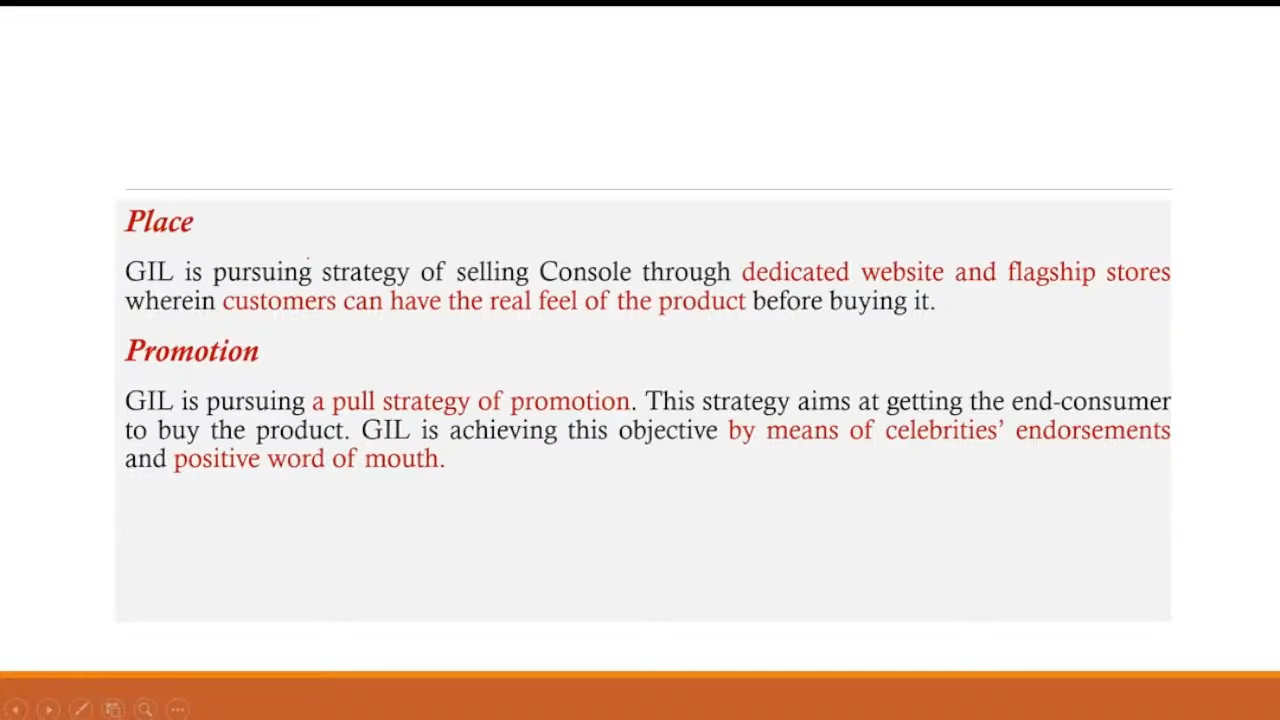 Place
GIL is pursuing strategy of selling Console through dedicated website and flagship stores
wherein customers can have the real feel of the product before buying it.
Promotion
GIL is pursuing a pull strategy of promotion. This strategy aims at getting the end-consumer
to buy the product. GIL is achieving this objective by means of celebrities’ endorsements
and positive word of mouth.